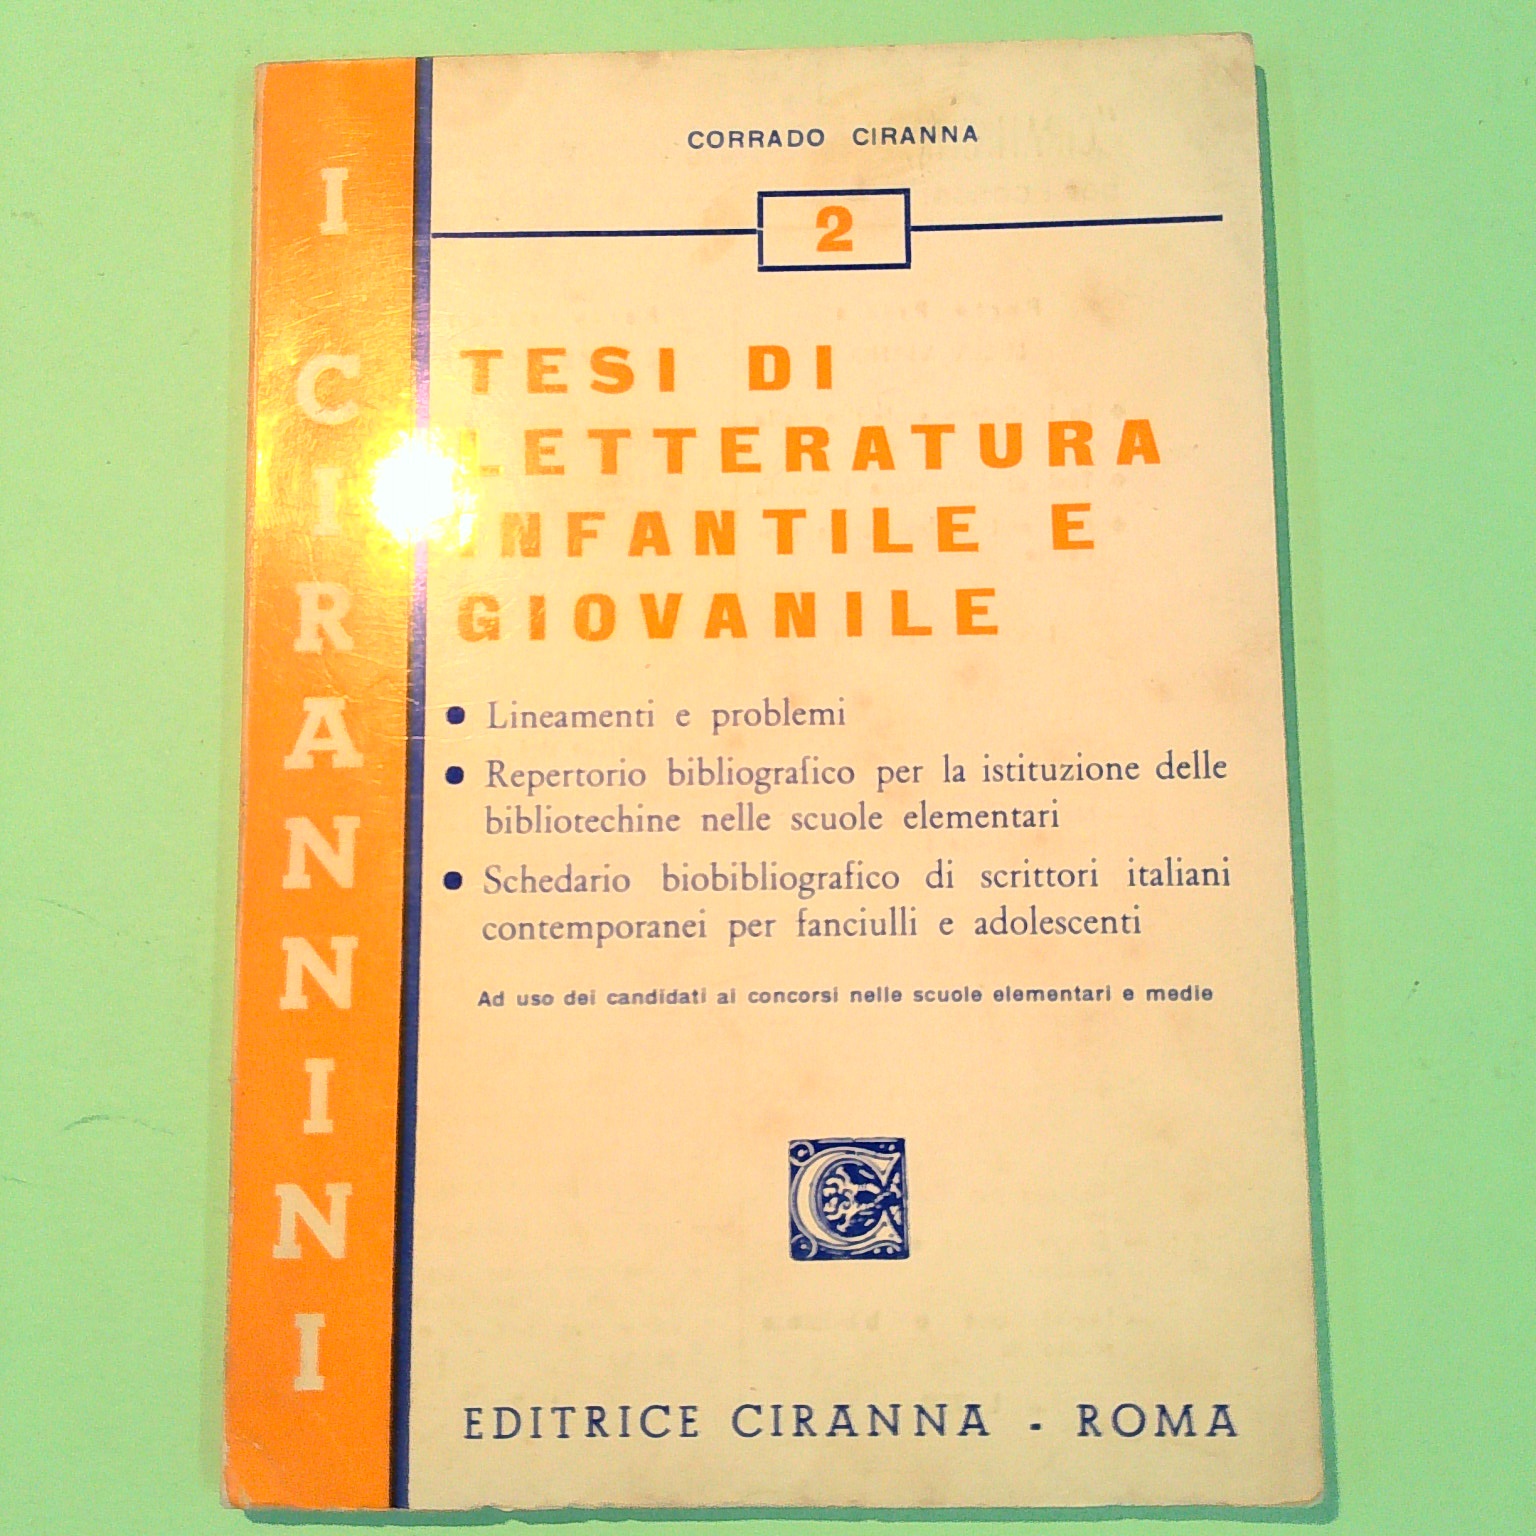 CORRADO CIRANNA
2
TESI DI
LETTERATURA
INFANTILE E
GIOVANILE
• Lineamenti e problemi
• Repertorio bibliografico per la istituzione delle
bibliotechine nelle scuole elementari
• Schedario biobibliografico di scrittori italiani
contemporanei per fanciulli e adolescenti
Ad uso dei candidati ai concorsi nelle scuole elementari e medie
C
EDITRICE CIRANNA - ROMA
I CIRANNINI